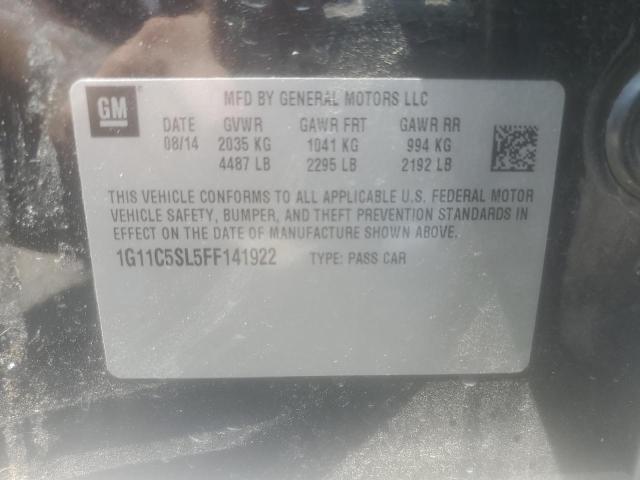 GM
MFD BY GENERAL MOTORS LLC
DATE GVWR GAWR FRT GAWR RR
08/14 2035 KG 1041 KG 994 KG
4487 LB 2295 LB 2192 LB
THIS VEHICLE CONFORMS TO ALL APPLICABLE U.S. FEDERAL MOTOR
VEHICLE SAFETY, BUMPER, AND THEFT PREVENTION STANDARDS IN
EFFECT ON THE DATE OF MANUFACTURE SHOWN ABOVE.
1G11C5SL5FF141922 TYPE: PASS CAR